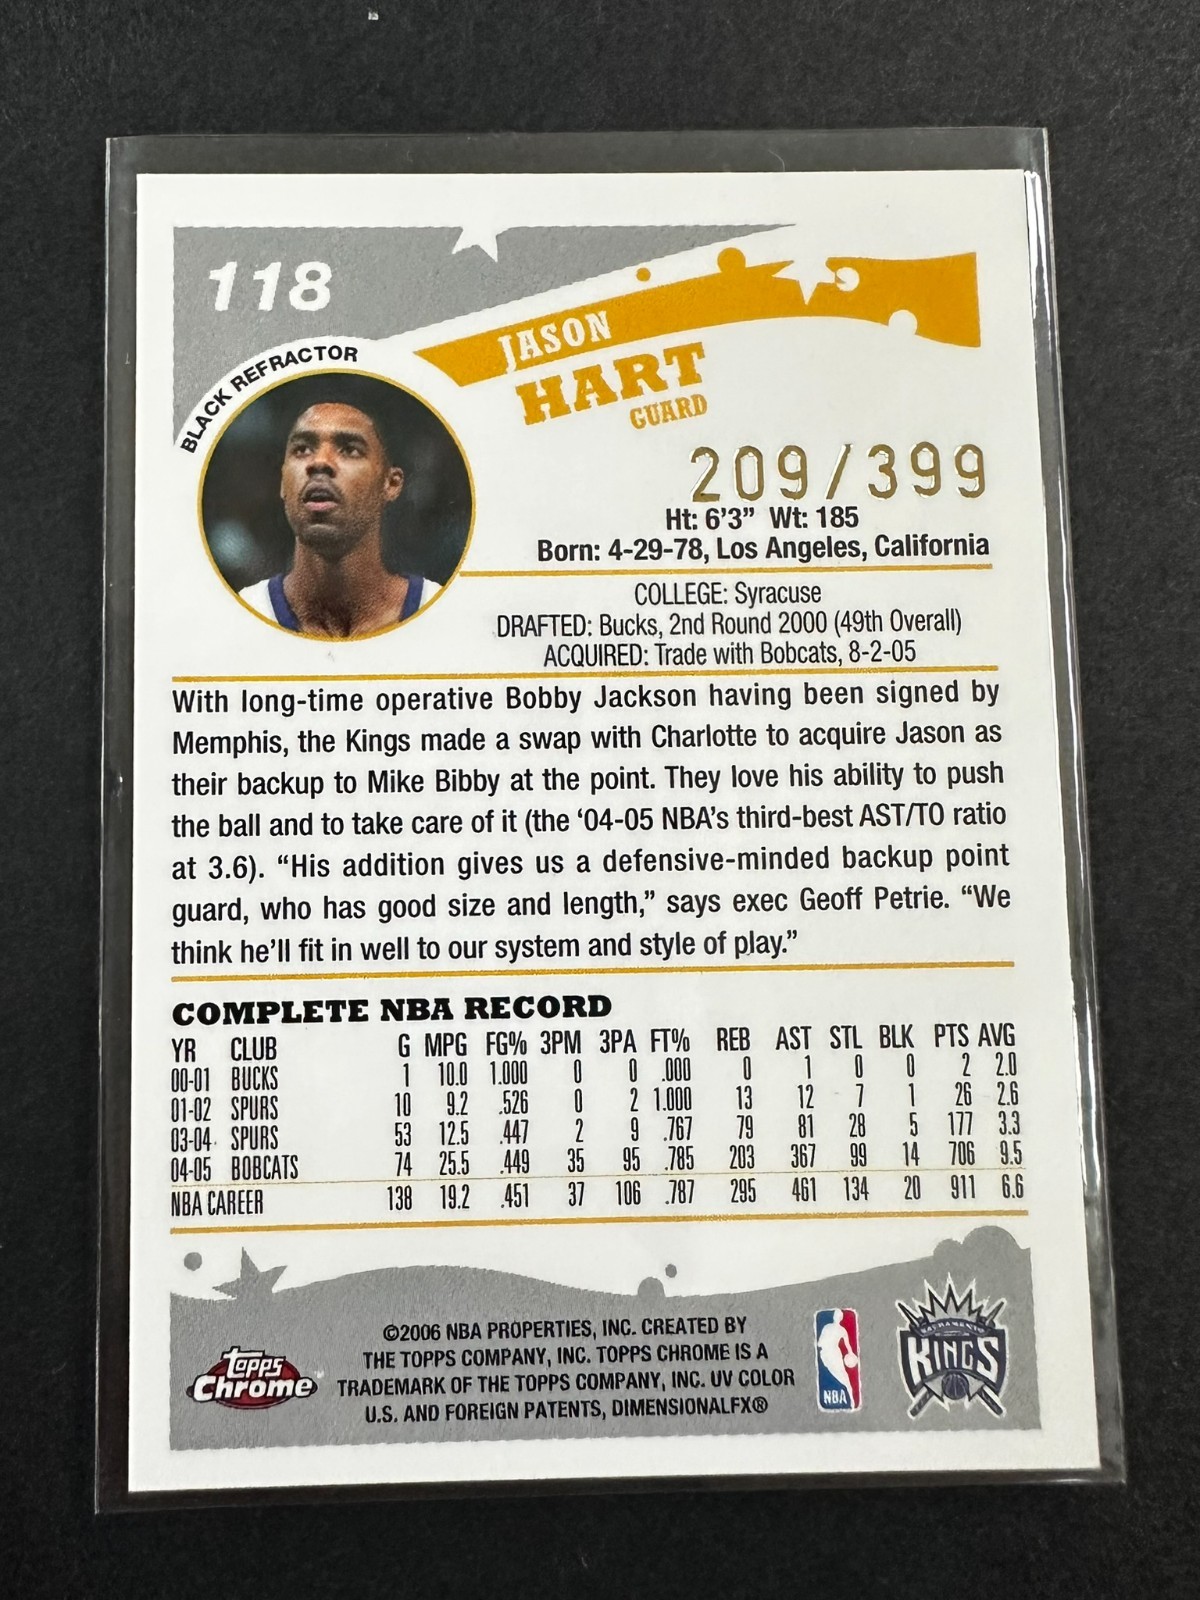 118
BLACK REFRACTOR
JASON
HART
GUARD
209/399
Ht: 6'3" Wt: 185
Born: 4-29-78, Los Angeles, California
COLLEGE: Syracuse
DRAFTED: Bucks, 2nd Round 2000 (49th Overall)
ACQUIRED: Trade with Bobcats, 8-2-05
With long-time operative Bobby Jackson having been signed by
Memphis, the Kings made a swap with Charlotte to acquire Jason as
their backup to Mike Bibby at the point. They love his ability to push
the ball and to take care of it (the '04-05 NBA's third-best AST/TO ratio
at 3.6). "His addition gives us a defensive-minded backup point
guard, who has good size and length," says exec Geoff Petrie. "We
think he'll fit in well to our system and style of play."
COMPLETE NBA RECORD
YR CLUB G MPG FG% 3PM 3PA FT% REB AST STL BLK PTS AVG
00-01 BUCKS 1 10.0 1.000 0 0 .000 0 1 0 0 2 2.0
01-02 SPURS 10 9.2 .526 0 2 1.000 13 12 7 1 26 2.6
03-04 SPURS 53 12.5 .447 2 9 .767 79 81 28 5 177 3.3
04-05 BOBCATS 74 25.5 .449 35 95 .785 203 367 99 14 706 9.5
NBA CAREER 138 19.2 .451 37 106 .787 295 461 134 20 911 6.6
©2006 NBA PROPERTIES, INC. CREATED BY
THE TOPPS COMPANY, INC. TOPPS CHROME IS A
TRADEMARK OF THE TOPPS COMPANY, INC. UV COLOR
U.S. AND FOREIGN PATENTS, DIMENSIONALFX®
Topps
Chrome
NBA
SACRAMENTO
KINGS